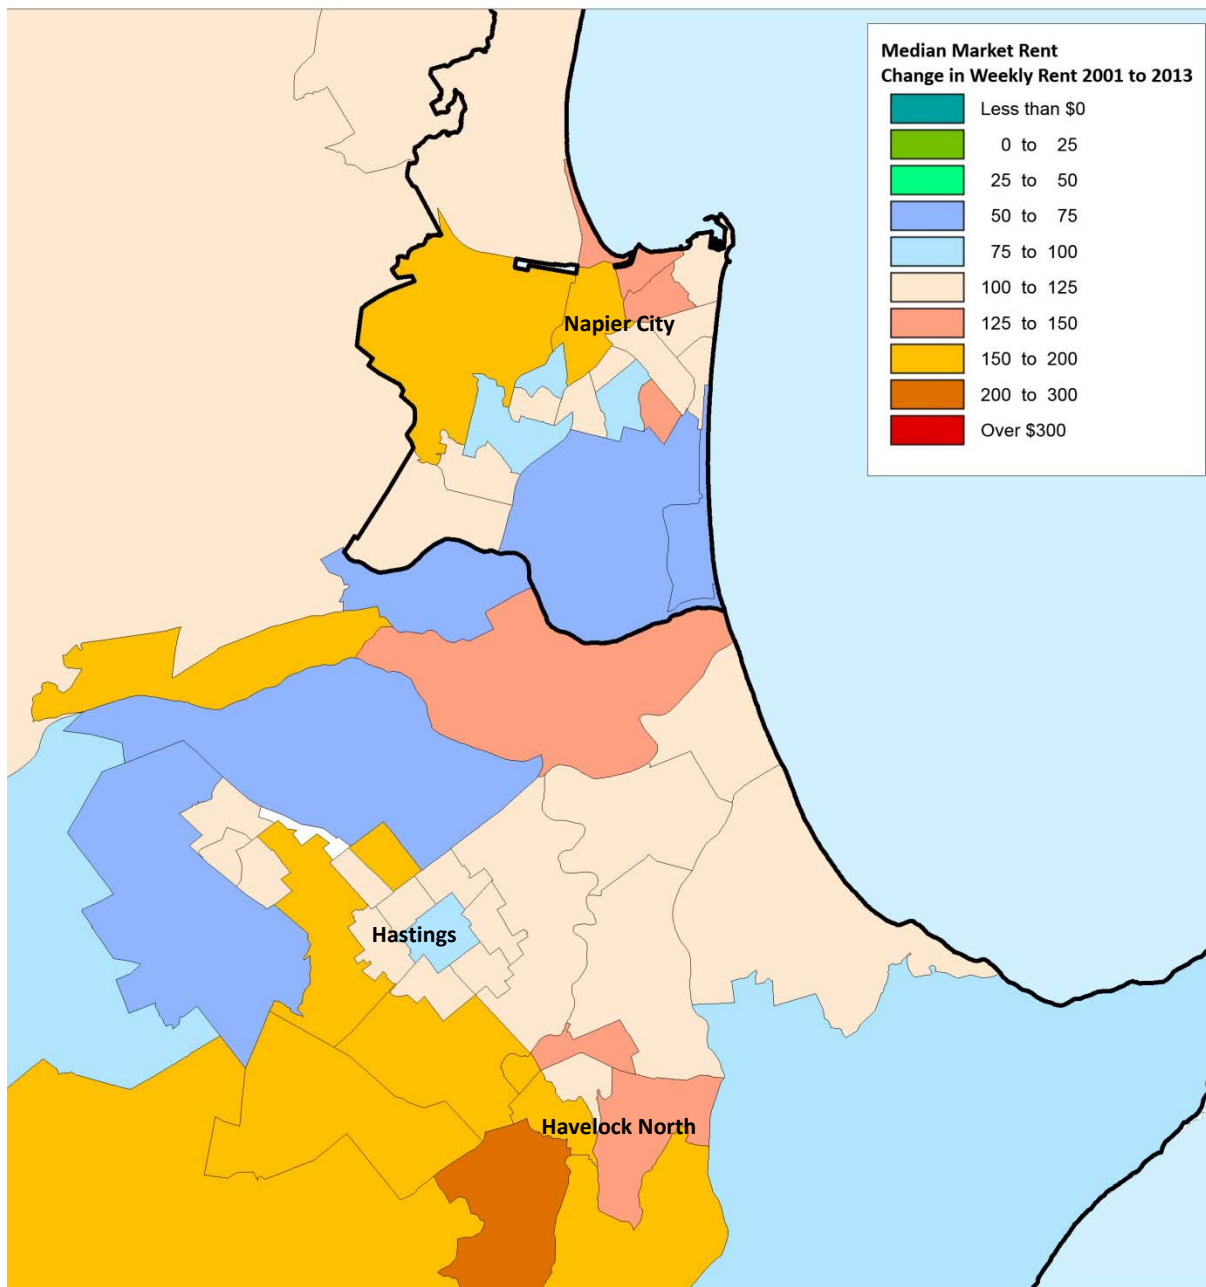 Median Market Rent
Change in Weekly Rent 2001 to 2013
Less than $0
0 to 25
25 to 50
50 to 75
75 to 100
100 to 125
125 to 150
150 to 200
200 to 300
Over $300
Napier City
Hastings
Havelock North